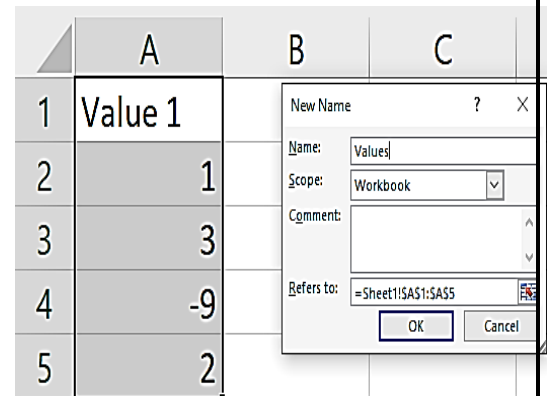 A B C
1 Value 1
2 1
3 3
4 -9
5 2
New Name ? X
Name: Values
Scope: Workbook
Comment:
Refers to: =Sheet1!$A$1:$A$5
OK Cancel